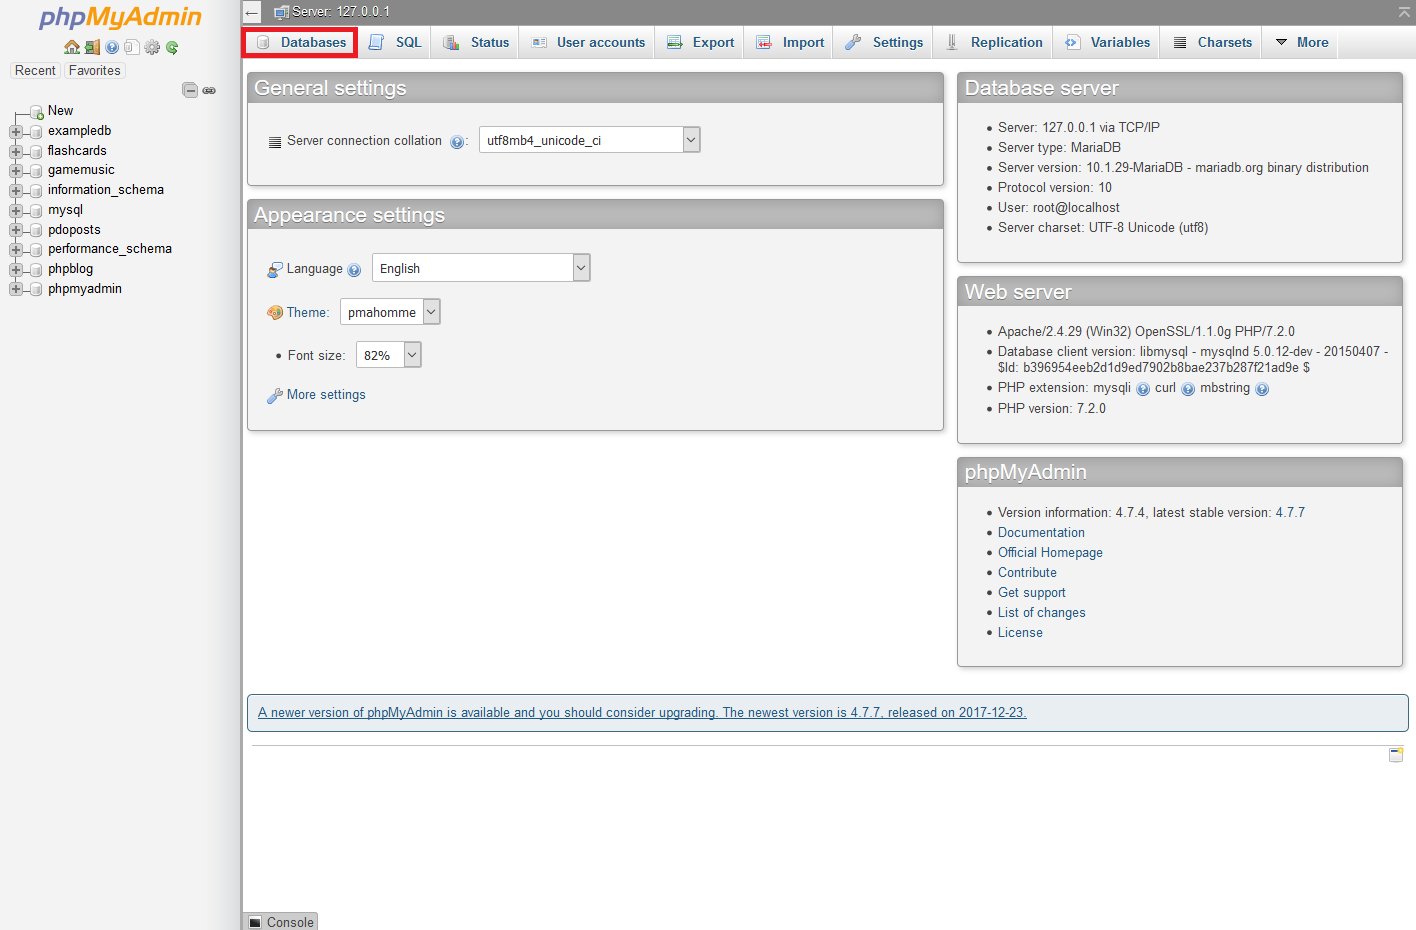 phpMyAdmin
Recent Favorites
New
exampledb
flashcards
gamemusic
information_schema
mysql
pdoposts
performance_schema
phpblog
phpmyadmin
Server: 127.0.0.1
Databases SQL Status User accounts Export Import Settings Replication Variables Charsets More
General settings
Server connection collation : utf8mb4_unicode_ci
Appearance settings
Language English
Theme: pmahomme
Font size: 82%
More settings
Database server
Server: 127.0.0.1 via TCP/IP
Server type: MariaDB
Server version: 10.1.29-MariaDB - mariadb.org binary distribution
Protocol version: 10
User: root@localhost
Server charset: UTF-8 Unicode (utf8)
Web server
Apache/2.4.29 (Win32) OpenSSL/1.1.0g PHP/7.2.0
Database client version: libmysql - mysqlnd 5.0.12-dev - 20150407 -
$Id: b396954eeb2d1d9ed7902b8bae237b287f21ad9e $
PHP extension: mysqli curl mbstring
PHP version: 7.2.0
phpMyAdmin
Version information: 4.7.4, latest stable version: 4.7.7
Documentation
Official Homepage
Contribute
Get support
List of changes
License
A newer version of phpMyAdmin is available and you should consider upgrading. The newest version is 4.7.7, released on 2017-12-23.
Console